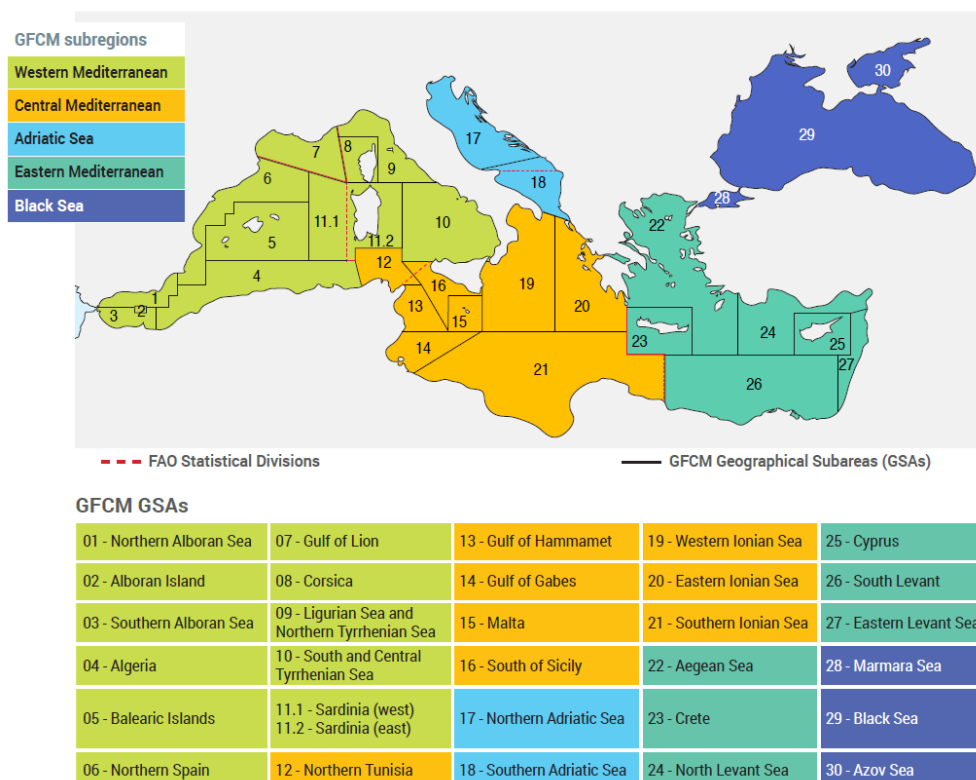 GFCM subregions
Western Mediterranean
Central Mediterranean
Adriatic Sea
Eastern Mediterranean
Black Sea
30
29
28
17
18
7
8
9
6
5
11.1
11.2
10
4
12
1
2
3
16
13
15
14
19
20
21
22
23
24
25
26
27
FAO Statistical Divisions
GFCM Geographical Subareas (GSAs)
GFCM GSAs
01 - Northern Alboran Sea
07 - Gulf of Lion
13 - Gulf of Hammamet
19 - Western Ionian Sea
25 - Cyprus
02 - Alboran Island
08 - Corsica
14 - Gulf of Gabes
20 - Eastern Ionian Sea
26 - South Levant
03 - Southern Alboran Sea
09 - Ligurian Sea and
Northern Tyrrhenian Sea
15 - Malta
21 - Southern Ionian Sea
27 - Eastern Levant Sea
04 - Algeria
10 - South and Central
Tyrrhenian Sea
16 - South of Sicily
22 - Aegean Sea
28 - Marmara Sea
05 - Balearic Islands
11.1 - Sardinia (west)
11.2 - Sardinia (east)
17 - Northern Adriatic Sea
23 - Crete
29 - Black Sea
06 - Northern Spain
12 - Northern Tunisia
18 - Southern Adriatic Sea
24 - North Levant Sea
30 - Azov Sea